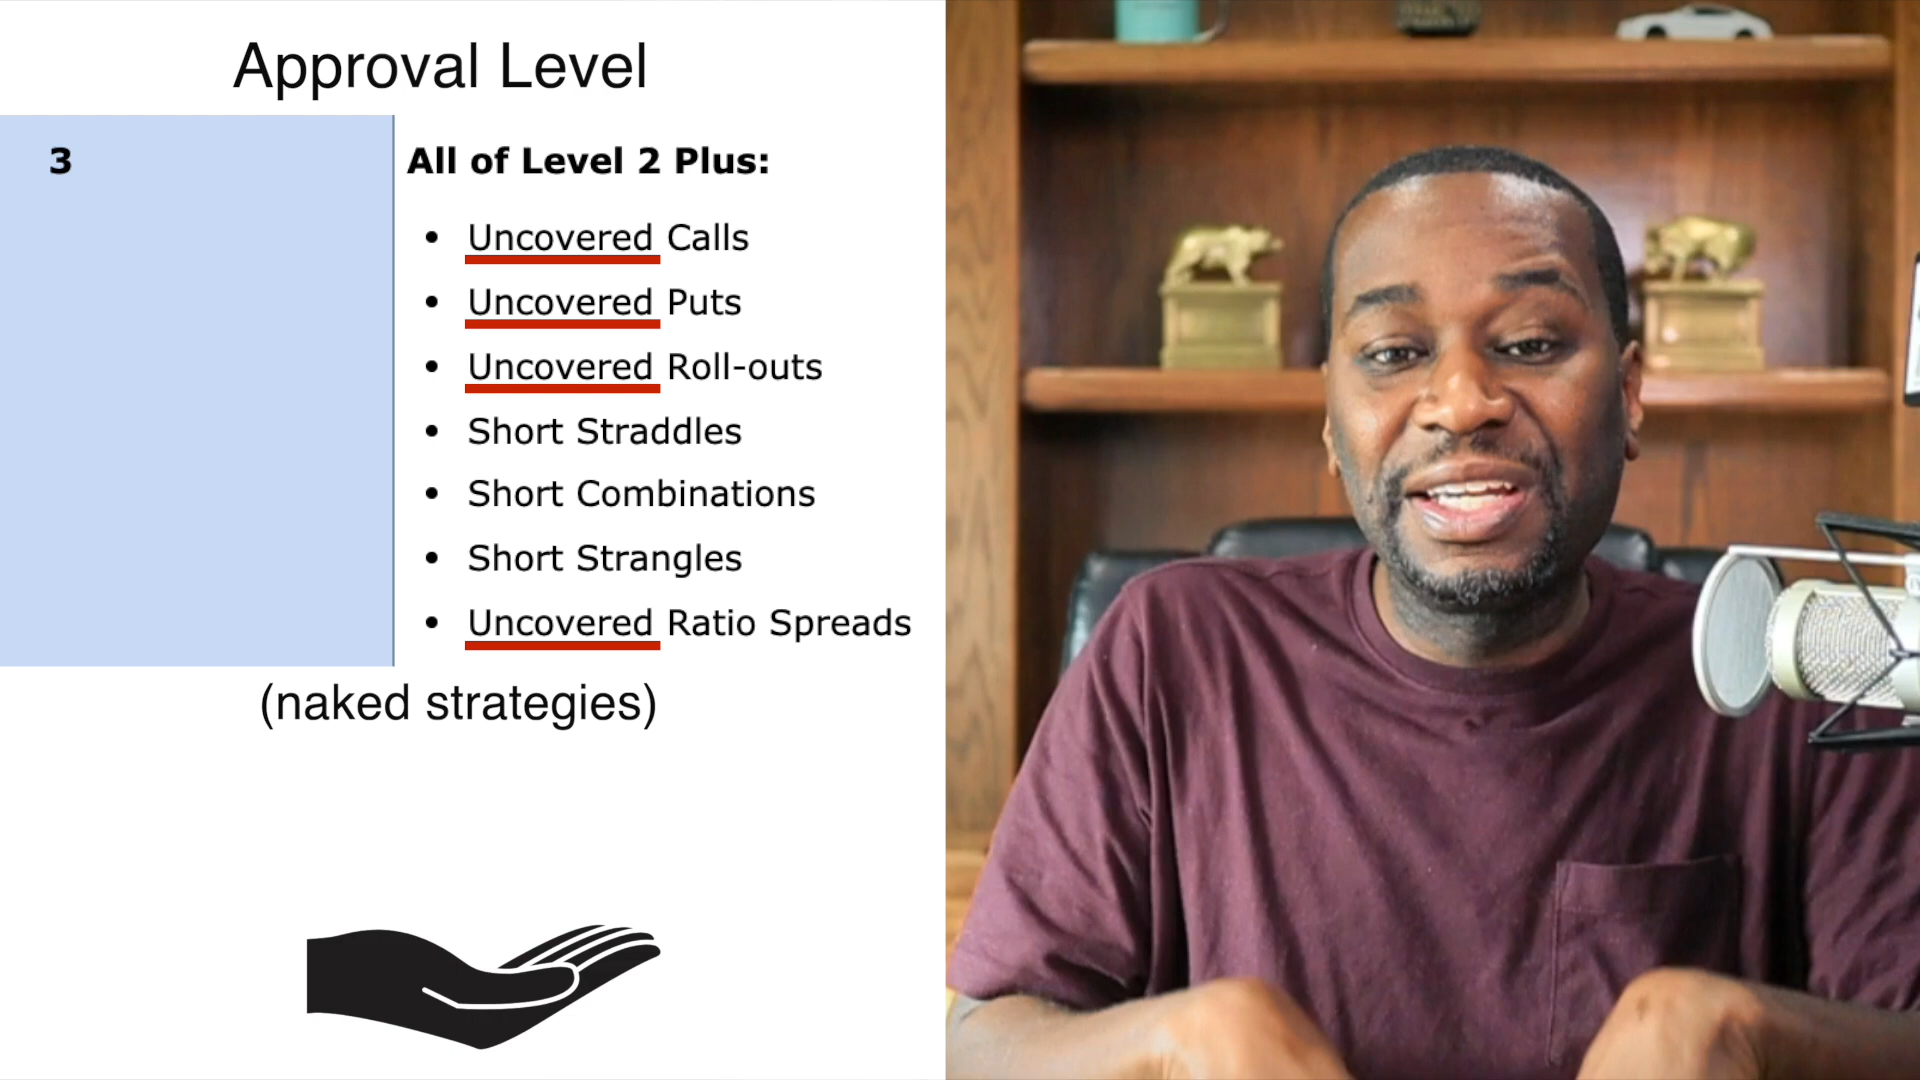 Approval Level
3
All of Level 2 Plus:
• Uncovered Calls
• Uncovered Puts
• Uncovered Roll-outs
• Short Straddles
• Short Combinations
• Short Strangles
• Uncovered Ratio Spreads
(naked strategies)